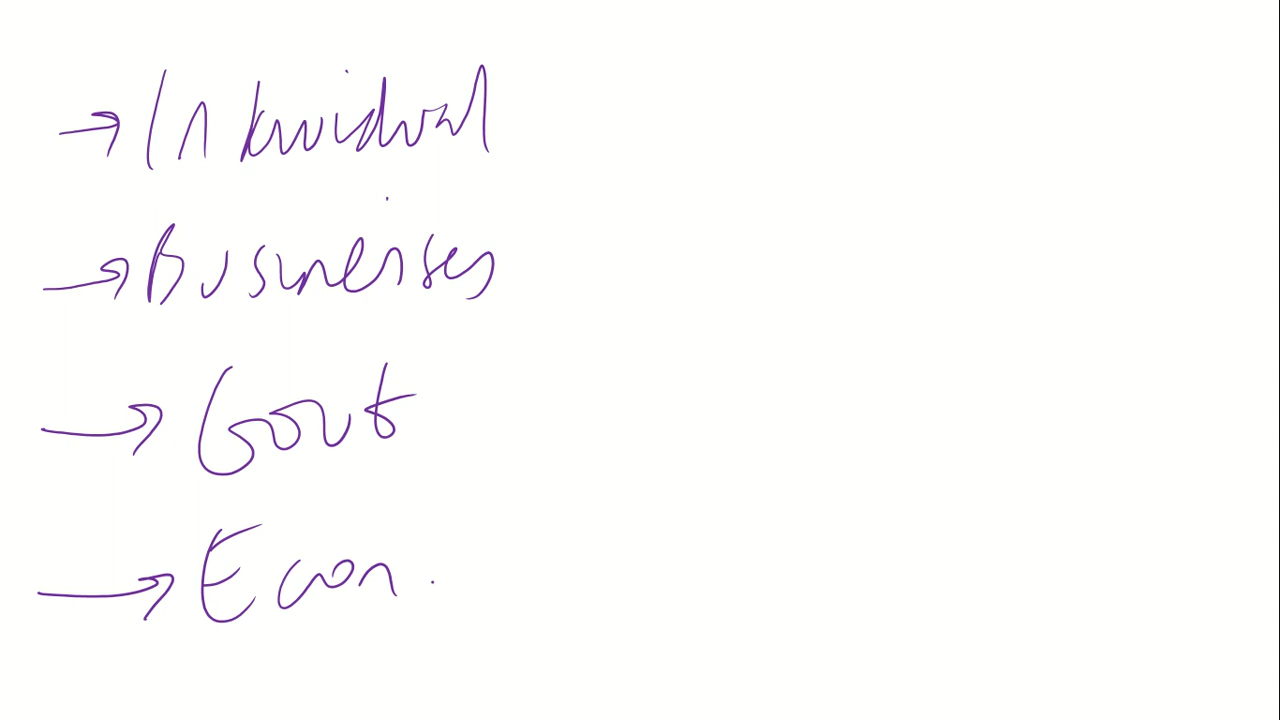 → Individual
→ Businesses
→ Govt
→ Econ.